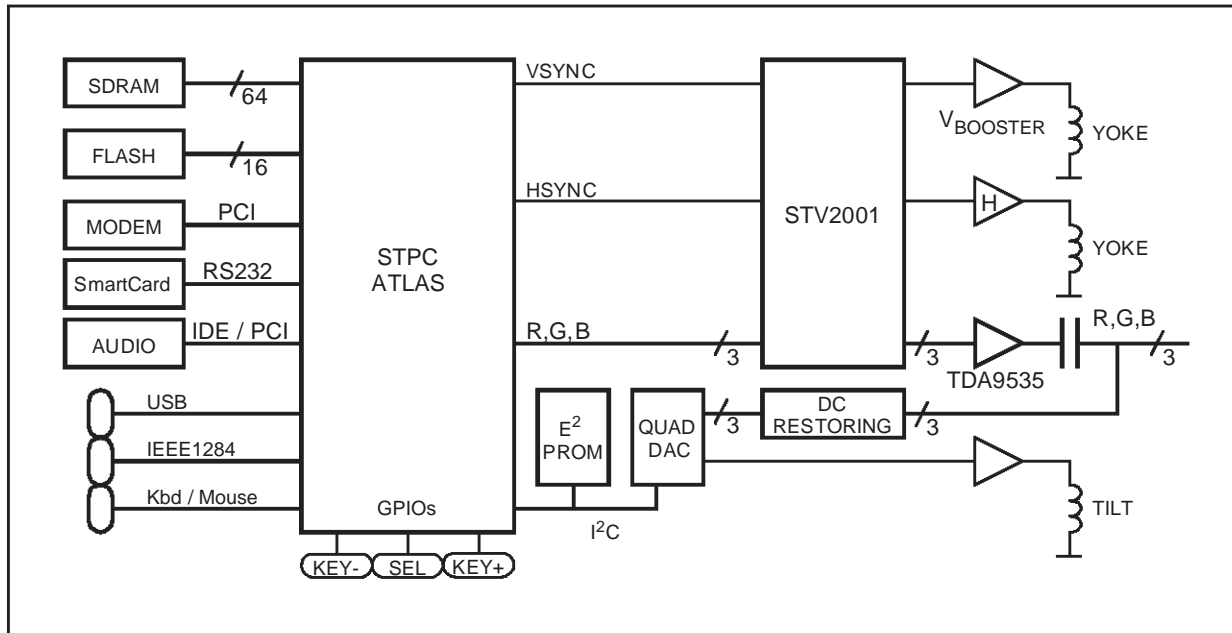 SDRAM
64
FLASH
16
MODEM
PCI
SmartCard
RS232
AUDIO
IDE / PCI
USB
IEEE1284
Kbd / Mouse
STPC
ATLAS
GPIOs
KEY-
SEL
KEY+
VSYNC
HSYNC
R,G,B
3
E²
PROM
I²C
QUAD
DAC
3
DC
RESTORING
3
STV2001
3
VBOOSTER
YOKE
H
YOKE
TDA9535
R,G,B
3
TILT